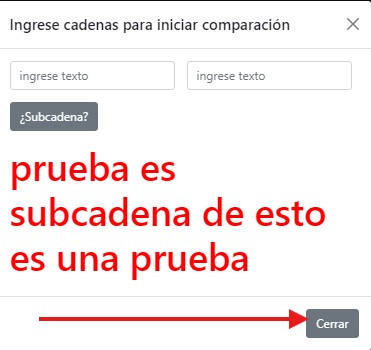 Ingrese cadenas para iniciar comparación
ingrese texto ingrese texto
¿Subcadena?
prueba es
subcadena de esto
es una prueba
Cerrar